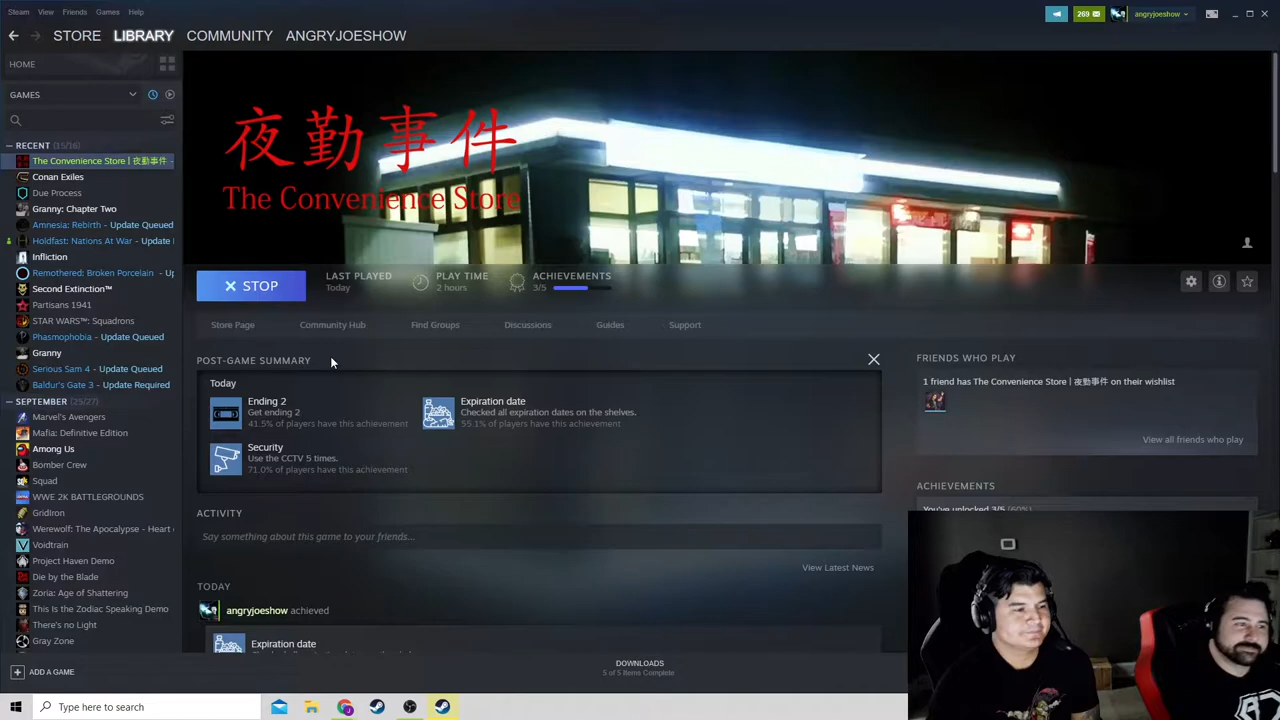 Steam View Friends Games Help
269
angryjoeshow
STORE LIBRARY COMMUNITY ANGRYJOESHOW
HOME
GAMES
RECENT (15/16)
The Convenience Store | 夜勤事件 -
Conan Exiles
Due Process
Granny: Chapter Two
Amnesia: Rebirth - Update Queued
Holdfast: Nations At War - Update
Infliction
Remothered: Broken Porcelain - Up
Second Extinction™
Partisans 1941
STAR WARS™: Squadrons
Phasmophobia - Update Queued
Granny
Serious Sam 4 - Update Queued
Baldur's Gate 3 - Update Required
SEPTEMBER (25/27)
Marvel's Avengers
Mafia: Definitive Edition
Among Us
Bomber Crew
Squad
WWE 2K BATTLEGROUNDS
GridIron
Werewolf: The Apocalypse - Heart
Voidtrain
Project Haven Demo
Die by the Blade
Zoria: Age of Shattering
This Is the Zodiac Speaking Demo
There's no Light
Gray Zone
ADD A GAME
夜勤事件
The Convenience Store
STOP
LAST PLAYED
Today
PLAY TIME
2 hours
ACHIEVEMENTS
3/5
Store Page Community Hub Find Groups Discussions Guides Support
POST-GAME SUMMARY
Today
Ending 2
Get ending 2
41.5% of players have this achievement
Expiration date
Checked all expiration dates on the shelves.
55.1% of players have this achievement
Security
Use the CCTV 5 times.
71.0% of players have this achievement
ACTIVITY
Say something about this game to your friends...
View Latest News
TODAY
angryjoeshow achieved
Expiration date
FRIENDS WHO PLAY
1 friend has The Convenience Store | 夜勤事件 on their wishlist
View all friends who play
ACHIEVEMENTS
You've unlocked 3/5 (60%)
DOWNLOADS
5 of 5 Items Complete
Type here to search